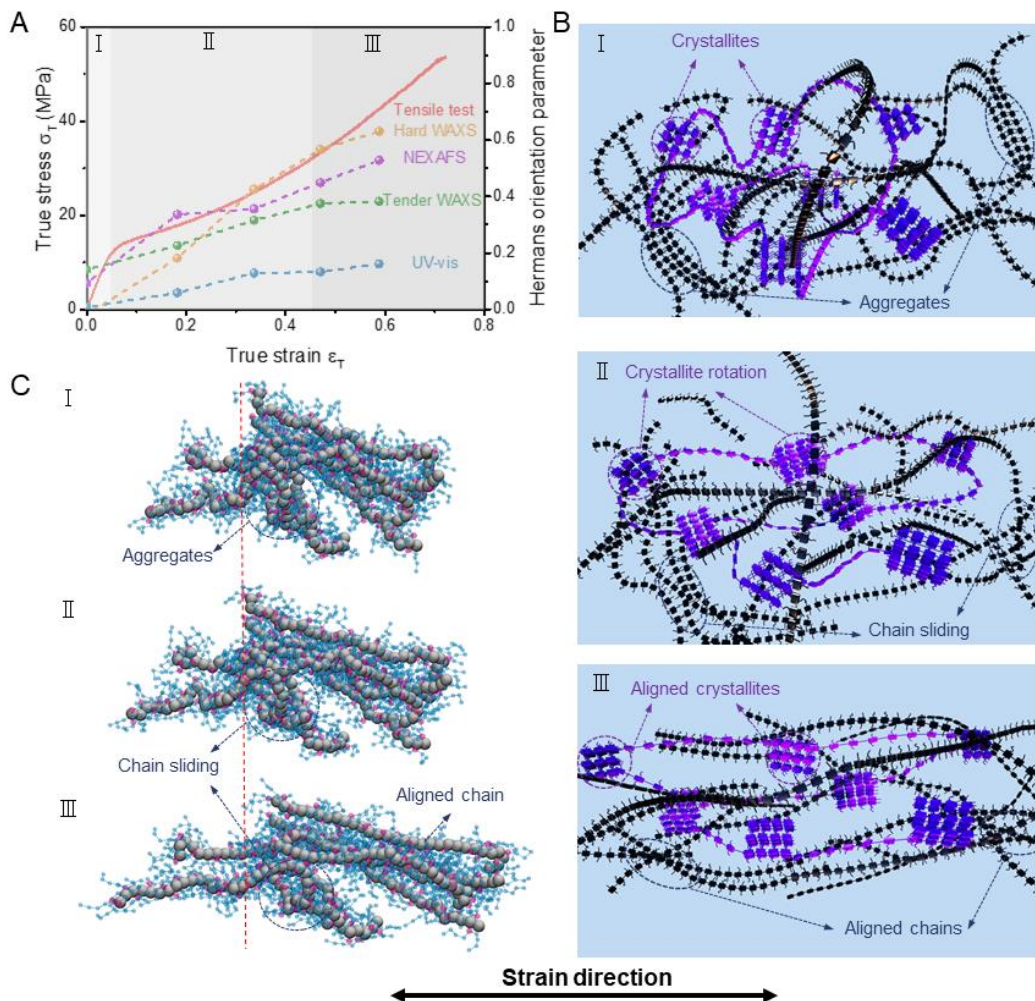 A
I
II
III
60
40
20
0
True stress σT (MPa)
1.0
0.8
0.6
0.4
0.2
0.0
Hermans orientation parameter
Tensile test
Hard WAXS
NEXAFS
Tender WAXS
UV-vis
0.0
0.2
0.4
0.6
0.8
True strain εT
B
I
Crystallites
Aggregates
II
Crystallite rotation
Chain sliding
III
Aligned crystallites
Aligned chains
C
I
Aggregates
II
Chain sliding
III
Aligned chain
Strain direction